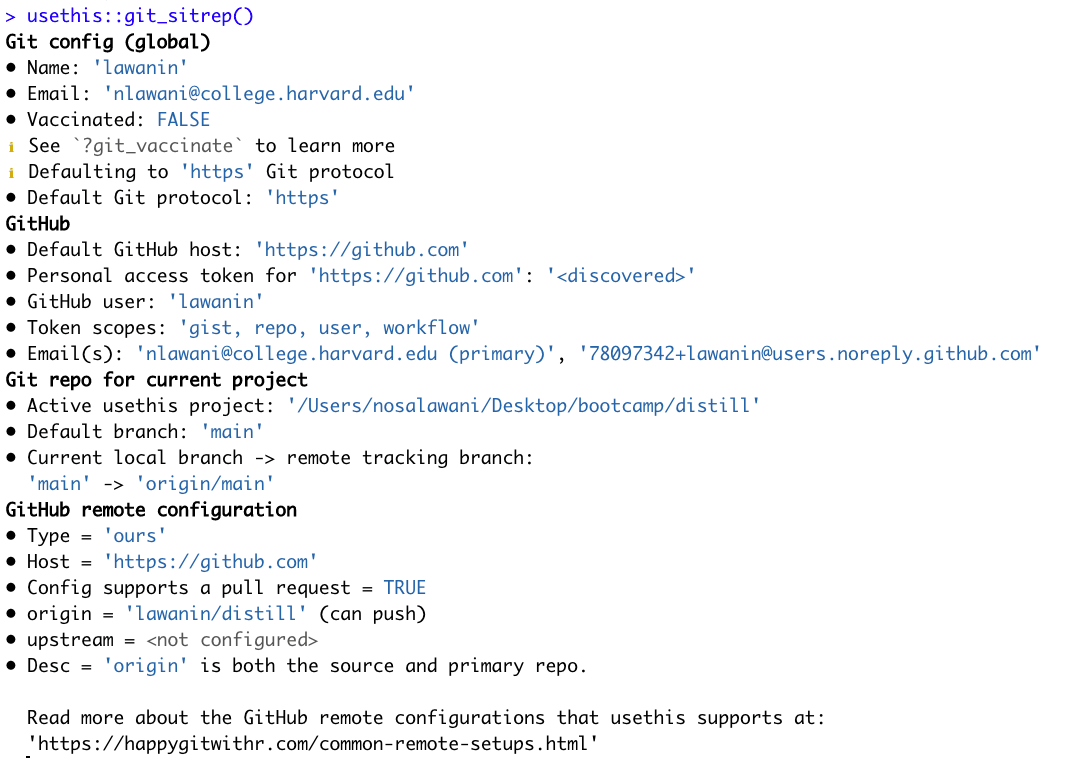 > usethis::git_sitrep()
Git config (global)
• Name: 'lawanin'
• Email: 'nlawani@college.harvard.edu'
• Vaccinated: FALSE
ℹ See `?git_vaccinate` to learn more
ℹ Defaulting to 'https' Git protocol
• Default Git protocol: 'https'
GitHub
• Default GitHub host: 'https://github.com'
• Personal access token for 'https://github.com': '<discovered>'
• GitHub user: 'lawanin'
• Token scopes: 'gist, repo, user, workflow'
• Email(s): 'nlawani@college.harvard.edu (primary)', '78097342+lawanin@users.noreply.github.com'
Git repo for current project
• Active usethis project: '/Users/nosalawani/Desktop/bootcamp/distill'
• Default branch: 'main'
• Current local branch -> remote tracking branch:
'main' -> 'origin/main'
GitHub remote configuration
• Type = 'ours'
• Host = 'https://github.com'
• Config supports a pull request = TRUE
• origin = 'lawanin/distill' (can push)
• upstream = <not configured>
• Desc = 'origin' is both the source and primary repo.
Read more about the GitHub remote configurations that usethis supports at:
'https://happygitwithr.com/common-remote-setups.html'